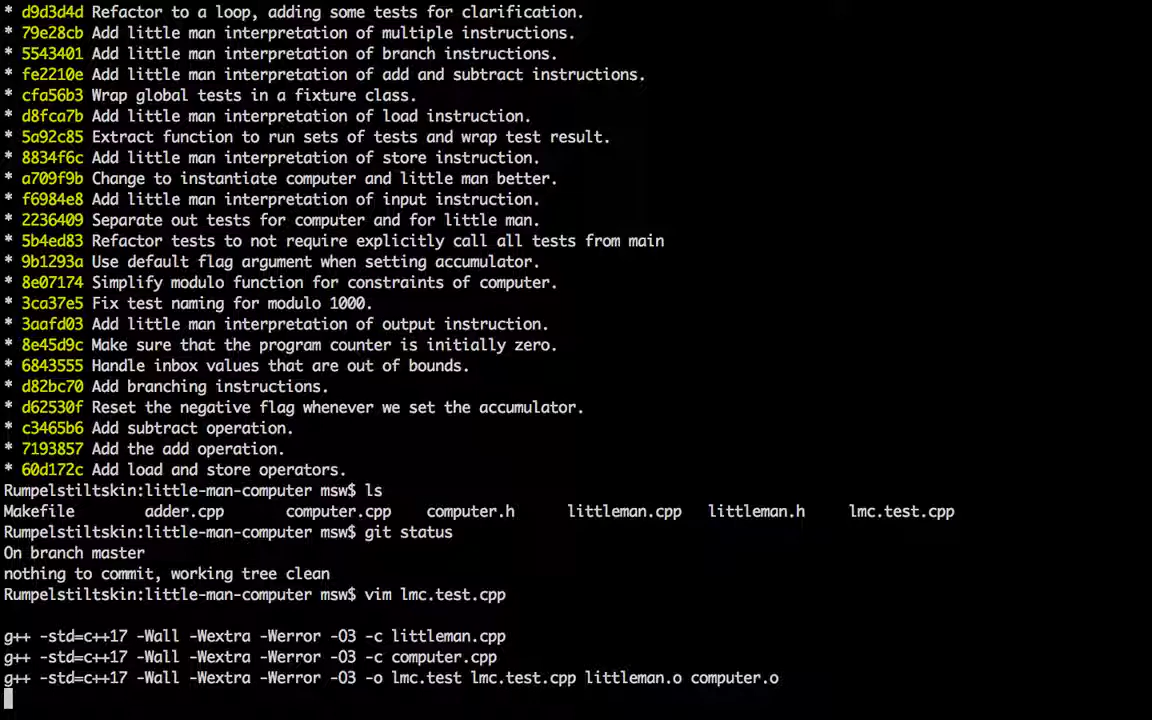 * d9d3d4d Refactor to a loop, adding some tests for clarification.
* 79e28cb Add little man interpretation of multiple instructions.
* 5543401 Add little man interpretation of branch instructions.
* fe2210e Add little man interpretation of add and subtract instructions.
* cfa56b3 Wrap global tests in a fixture class.
* d8fca7b Add little man interpretation of load instruction.
* 5a92c85 Extract function to run sets of tests and wrap test result.
* 8834f6c Add little man interpretation of store instruction.
* a709f9b Change to instantiate computer and little man better.
* f6984e8 Add little man interpretation of input instruction.
* 2236409 Separate out tests for computer and for little man.
* 5b4ed83 Refactor tests to not require explicitly call all tests from main
* 9b1293a Use default flag argument when setting accumulator.
* 8e07174 Simplify modulo function for constraints of computer.
* 3ca37e5 Fix test naming for modulo 1000.
* 3aafd03 Add little man interpretation of output instruction.
* 8e45d9c Make sure that the program counter is initially zero.
* 6843555 Handle inbox values that are out of bounds.
* d82bc70 Add branching instructions.
* d62530f Reset the negative flag whenever we set the accumulator.
* c3465b6 Add subtract operation.
* 7193857 Add the add operation.
* 60d172c Add load and store operators.
Rumpelstiltskin:little-man-computer msw$ ls
Makefile adder.cpp computer.cpp computer.h littleman.cpp littleman.h lmc.test.cpp
Rumpelstiltskin:little-man-computer msw$ git status
On branch master
nothing to commit, working tree clean
Rumpelstiltskin:little-man-computer msw$ vim lmc.test.cpp
g++ -std=c++17 -Wall -Wextra -Werror -O3 -c littleman.cpp
g++ -std=c++17 -Wall -Wextra -Werror -O3 -c computer.cpp
g++ -std=c++17 -Wall -Wextra -Werror -O3 -o lmc.test lmc.test.cpp littleman.o computer.o